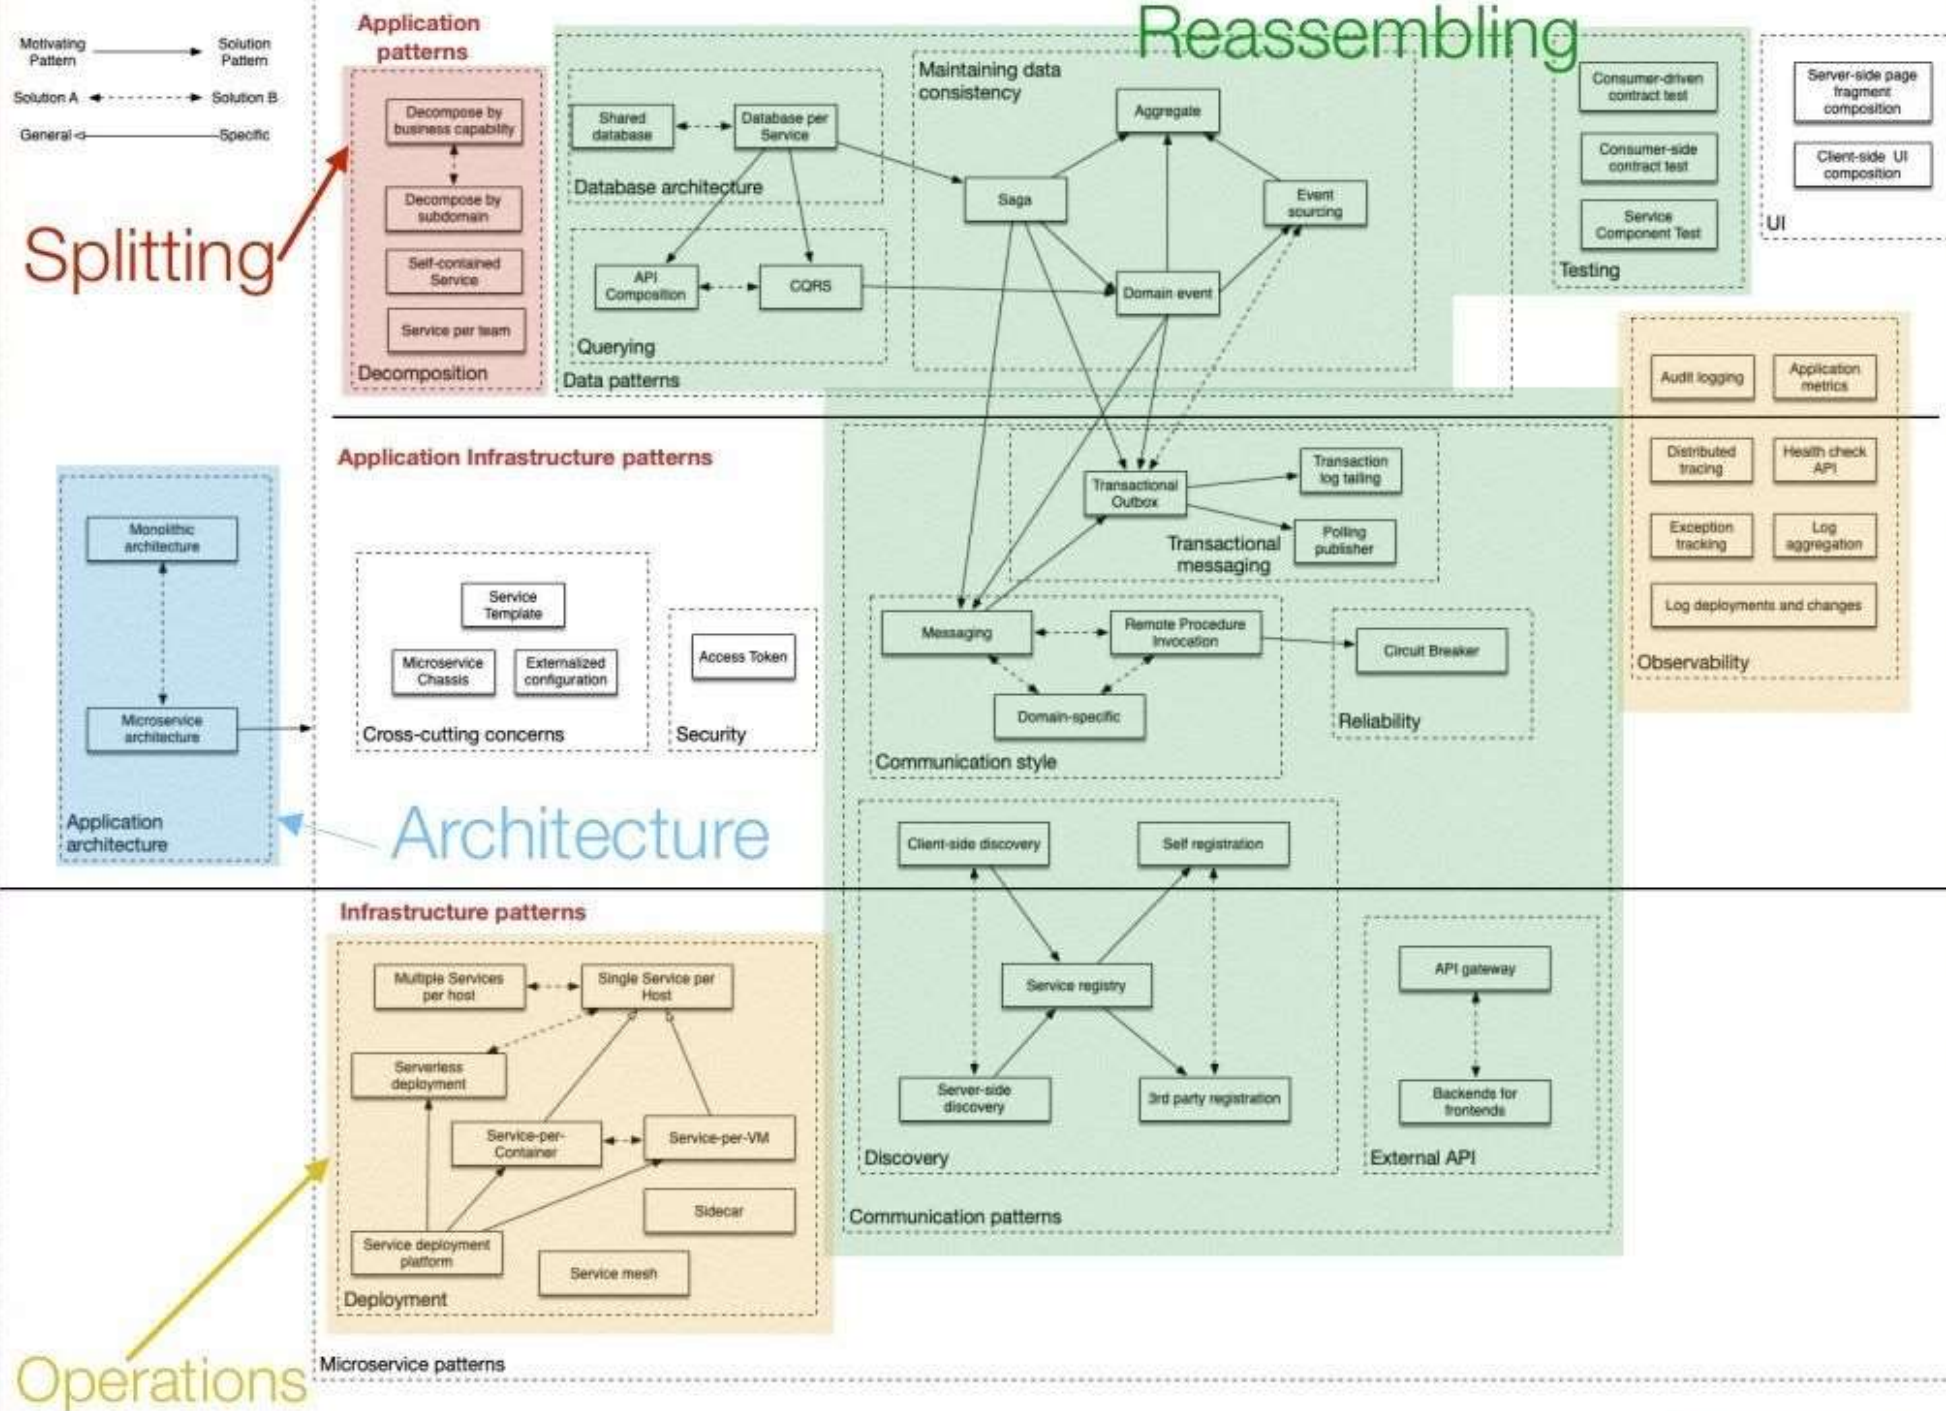 Motivating
Pattern
Solution
Pattern
Solution A
Solution B
General
Specific
Splitting
Application
patterns
Decompose by
business capability
Decompose by
subdomain
Self-contained
Service
Service per team
Decomposition
Reassembling
Shared
database
Database per
Service
Database architecture
API
Composition
CQRS
Querying
Data patterns
Maintaining data
consistency
Aggregate
Saga
Event
sourcing
Domain event
Consumer-driven
contract test
Consumer-side
contract test
Service
Component Test
Testing
Server-side page
fragment
composition
Client-side UI
composition
UI
Audit logging
Application
metrics
Distributed
tracing
Health check
API
Exception
tracking
Log
aggregation
Log deployments and changes
Observability
Application Infrastructure patterns
Monolithic
architecture
Microservice
architecture
Application
architecture
Architecture
Service
Template
Microservice
Chassis
Externalized
configuration
Cross-cutting concerns
Access Token
Security
Transactional
Outbox
Transaction
log tailing
Polling
publisher
Transactional
messaging
Messaging
Remote Procedure
Invocation
Domain-specific
Communication style
Circuit Breaker
Reliability
Client-side discovery
Self registration
Service registry
Server-side
discovery
3rd party registration
Discovery
API gateway
Backends for
frontends
External API
Communication patterns
Infrastructure patterns
Multiple Services
per host
Single Service per
Host
Serverless
deployment
Service-per-
Container
Service-per-VM
Sidecar
Service deployment
platform
Service mesh
Deployment
Operations
Microservice patterns